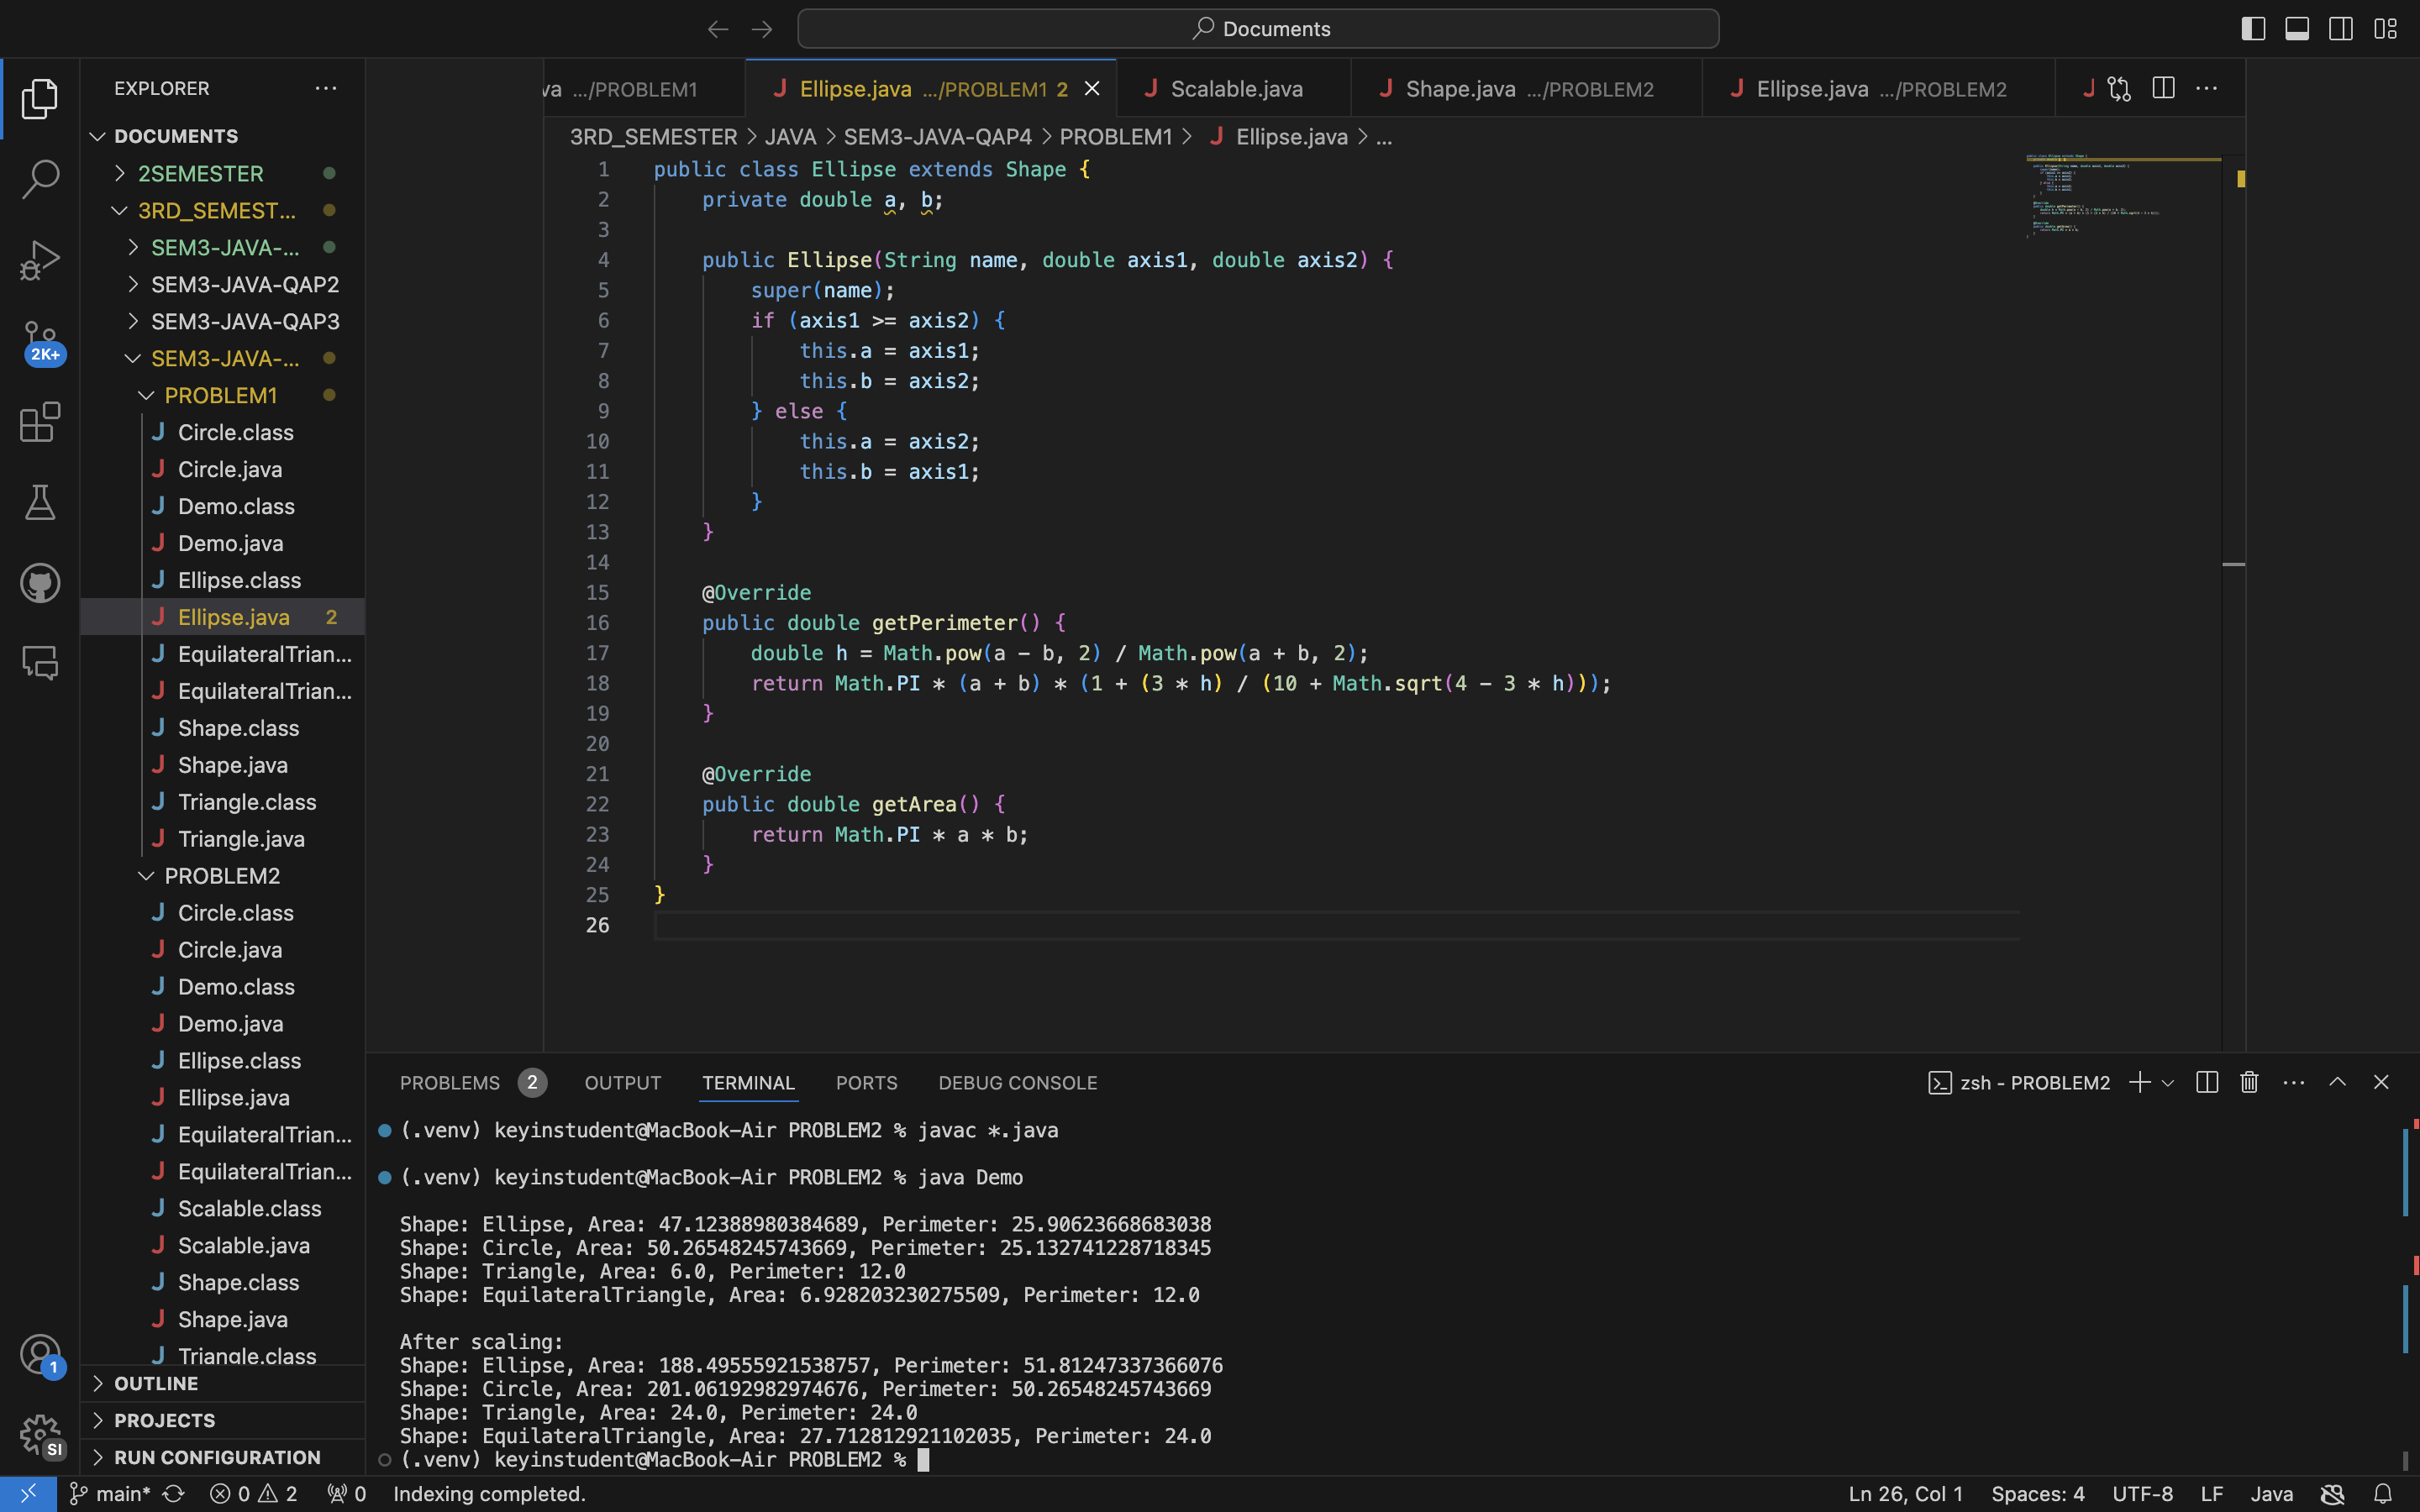 Documents
EXPLORER ...
va .../PROBLEM1
Ellipse.java .../PROBLEM1 2
Scalable.java
Shape.java .../PROBLEM2
Ellipse.java .../PROBLEM2
DOCUMENTS
2SEMESTER
3RD_SEMEST...
SEM3-JAVA-...
SEM3-JAVA-QAP2
SEM3-JAVA-QAP3
SEM3-JAVA-...
PROBLEM1
Circle.class
Circle.java
Demo.class
Demo.java
Ellipse.class
Ellipse.java 2
EquilateralTrian...
EquilateralTrian...
Shape.class
Shape.java
Triangle.class
Triangle.java
PROBLEM2
Circle.class
Circle.java
Demo.class
Demo.java
Ellipse.class
Ellipse.java
EquilateralTrian...
EquilateralTrian...
Scalable.class
Scalable.java
Shape.class
Shape.java
Triangle.class
OUTLINE
PROJECTS
RUN CONFIGURATION
2K+
1
SI
3RD_SEMESTER > JAVA > SEM3-JAVA-QAP4 > PROBLEM1 > J Ellipse.java > ...
1 public class Ellipse extends Shape {
2     private double a, b;
3
4     public Ellipse(String name, double axis1, double axis2) {
5         super(name);
6         if (axis1 >= axis2) {
7             this.a = axis1;
8             this.b = axis2;
9         } else {
10             this.a = axis2;
11             this.b = axis1;
12         }
13     }
14
15     @Override
16     public double getPerimeter() {
17         double h = Math.pow(a - b, 2) / Math.pow(a + b, 2);
18         return Math.PI * (a + b) * (1 + (3 * h) / (10 + Math.sqrt(4 - 3 * h)));
19     }
20
21     @Override
22     public double getArea() {
23         return Math.PI * a * b;
24     }
25 }
26
PROBLEMS 2 OUTPUT TERMINAL PORTS DEBUG CONSOLE
zsh - PROBLEM2
(.venv) keyinstudent@MacBook-Air PROBLEM2 % javac *.java
(.venv) keyinstudent@MacBook-Air PROBLEM2 % java Demo
Shape: Ellipse, Area: 47.12388980384689, Perimeter: 25.90623668683038
Shape: Circle, Area: 50.26548245743669, Perimeter: 25.132741228718345
Shape: Triangle, Area: 6.0, Perimeter: 12.0
Shape: EquilateralTriangle, Area: 6.928203230275509, Perimeter: 12.0
After scaling:
Shape: Ellipse, Area: 188.49555921538757, Perimeter: 51.81247337366076
Shape: Circle, Area: 201.06192982974676, Perimeter: 50.26548245743669
Shape: Triangle, Area: 24.0, Perimeter: 24.0
Shape: EquilateralTriangle, Area: 27.712812921102035, Perimeter: 24.0
(.venv) keyinstudent@MacBook-Air PROBLEM2 %
main* 0 2 0 Indexing completed.
Ln 26, Col 1 Spaces: 4 UTF-8 LF Java